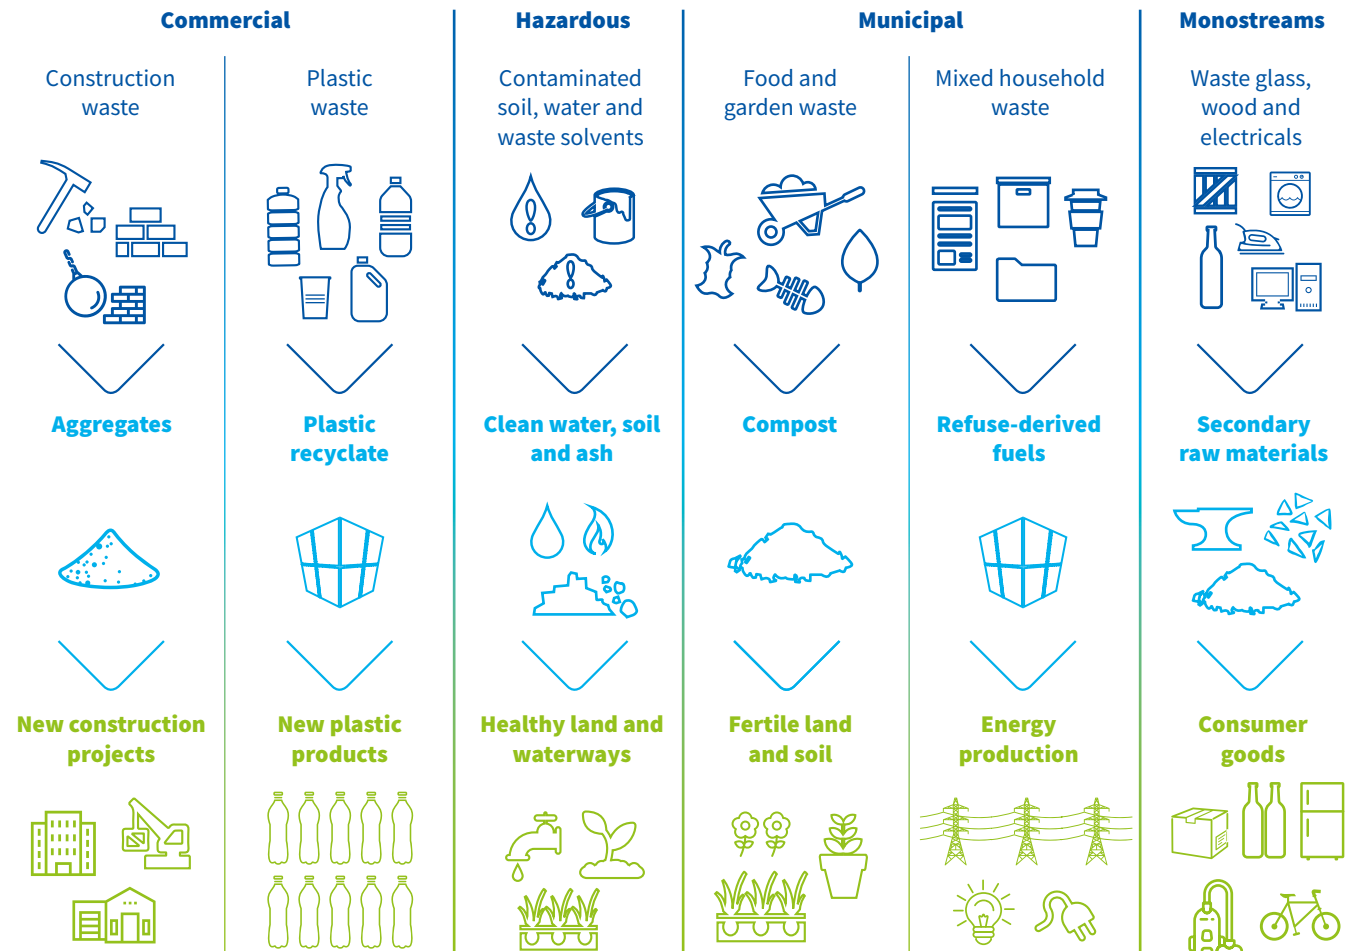 Commercial
Hazardous
Municipal
Monostreams
Construction
waste
Plastic
waste
Contaminated
soil, water and
waste solvents
Food and
garden waste
Mixed household
waste
Waste glass,
wood and
electricals
Aggregates
Plastic
recyclate
Clean water, soil
and ash
Compost
Refuse-derived
fuels
Secondary
raw materials
New construction
projects
New plastic
products
Healthy land and
waterways
Fertile land
and soil
Energy
production
Consumer
goods